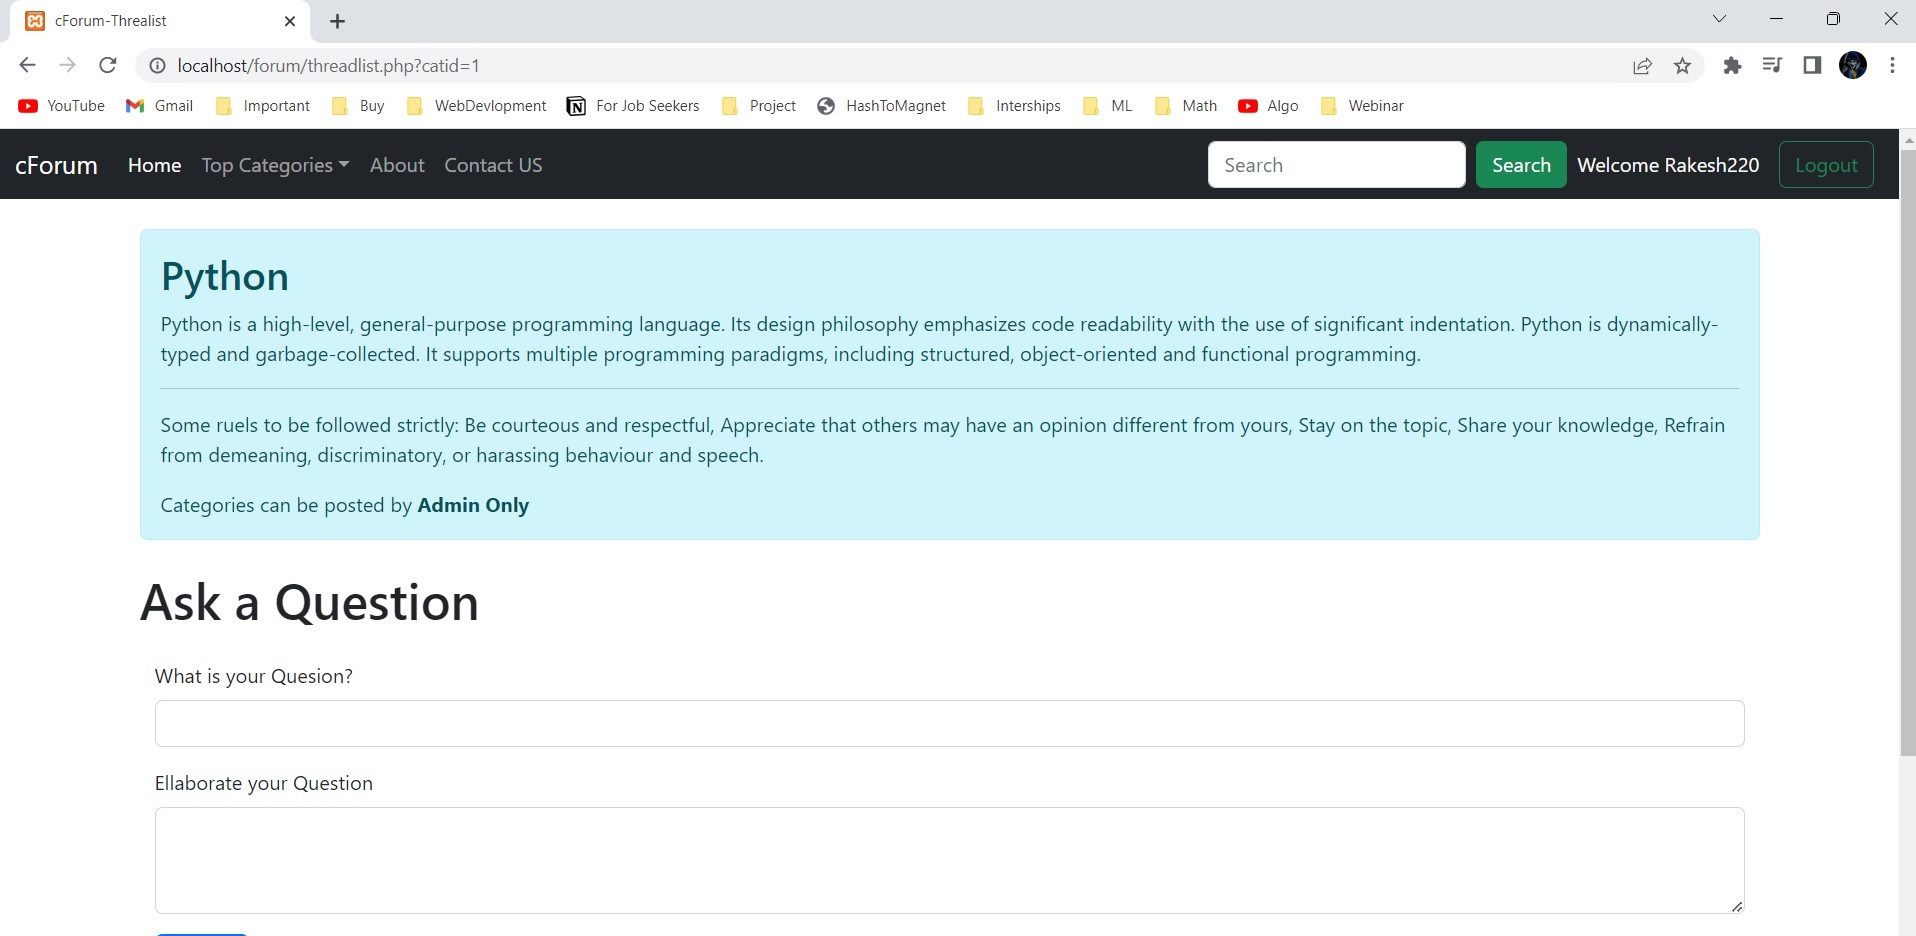 cForum-Threalist
localhost/forum/threadlist.php?catid=1
YouTube Gmail Important Buy WebDevlopment For Job Seekers Project HashToMagnet Interships ML Math Algo Webinar
cForum Home Top Categories About Contact US Search Search Welcome Rakesh220 Logout
Python
Python is a high-level, general-purpose programming language. Its design philosophy emphasizes code readability with the use of significant indentation. Python is dynamically-
typed and garbage-collected. It supports multiple programming paradigms, including structured, object-oriented and functional programming.
Some ruels to be followed strictly: Be courteous and respectful, Appreciate that others may have an opinion different from yours, Stay on the topic, Share your knowledge, Refrain
from demeaning, discriminatory, or harassing behaviour and speech.
Categories can be posted by Admin Only
Ask a Question
What is your Quesion?
Ellaborate your Question